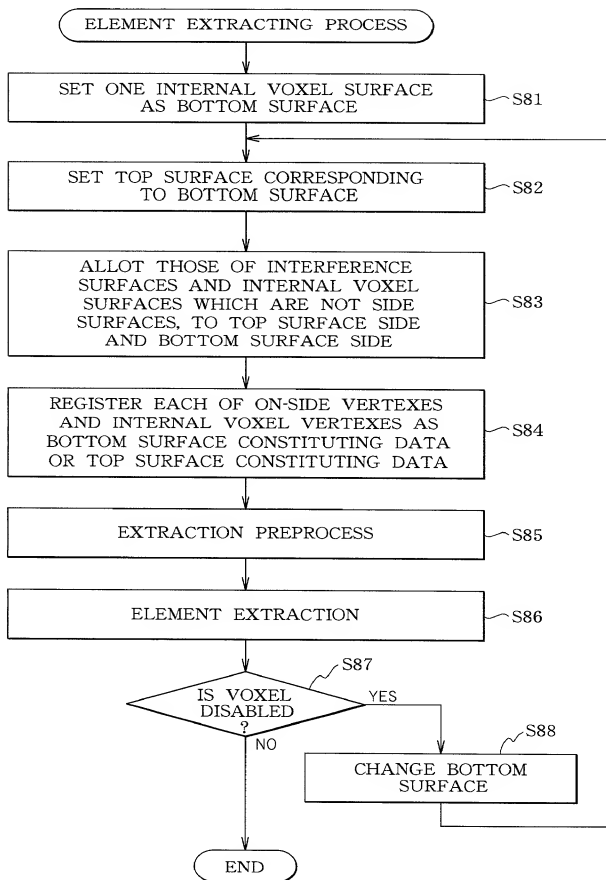 ELEMENT EXTRACTING PROCESS
SET ONE INTERNAL VOXEL SURFACE
AS BOTTOM SURFACE
S81
SET TOP SURFACE CORRESPONDING
TO BOTTOM SURFACE
S82
ALLOT THOSE OF INTERFERENCE
SURFACES AND INTERNAL VOXEL
SURFACES WHICH ARE NOT SIDE
SURFACES, TO TOP SURFACE SIDE
AND BOTTOM SURFACE SIDE
S83
REGISTER EACH OF ON-SIDE VERTEXES
AND INTERNAL VOXEL VERTEXES AS
BOTTOM SURFACE CONSTITUTING DATA
OR TOP SURFACE CONSTITUTING DATA
S84
EXTRACTION PREPROCESS
S85
ELEMENT EXTRACTION
S86
S87
IS VOXEL
DISABLED
?
YES
NO
S88
CHANGE BOTTOM
SURFACE
END